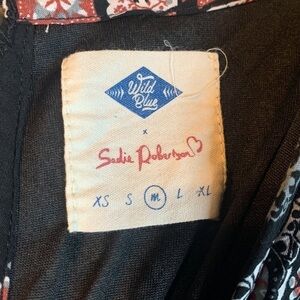 Wild
Blue
x
Sadie Robertson
XS S M L XL